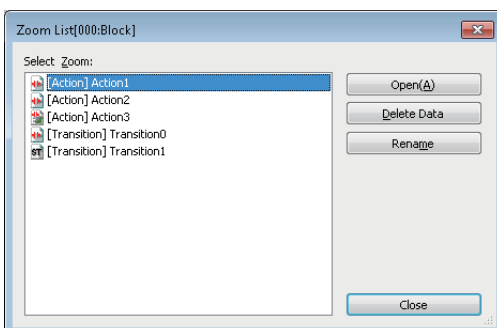 Zoom List[000:Block]
Select Zoom:
[Action] Action1
[Action] Action2
[Action] Action3
[Transition] Transition0
ST [Transition] Transition1
Open(A)
Delete Data
Rename
Close